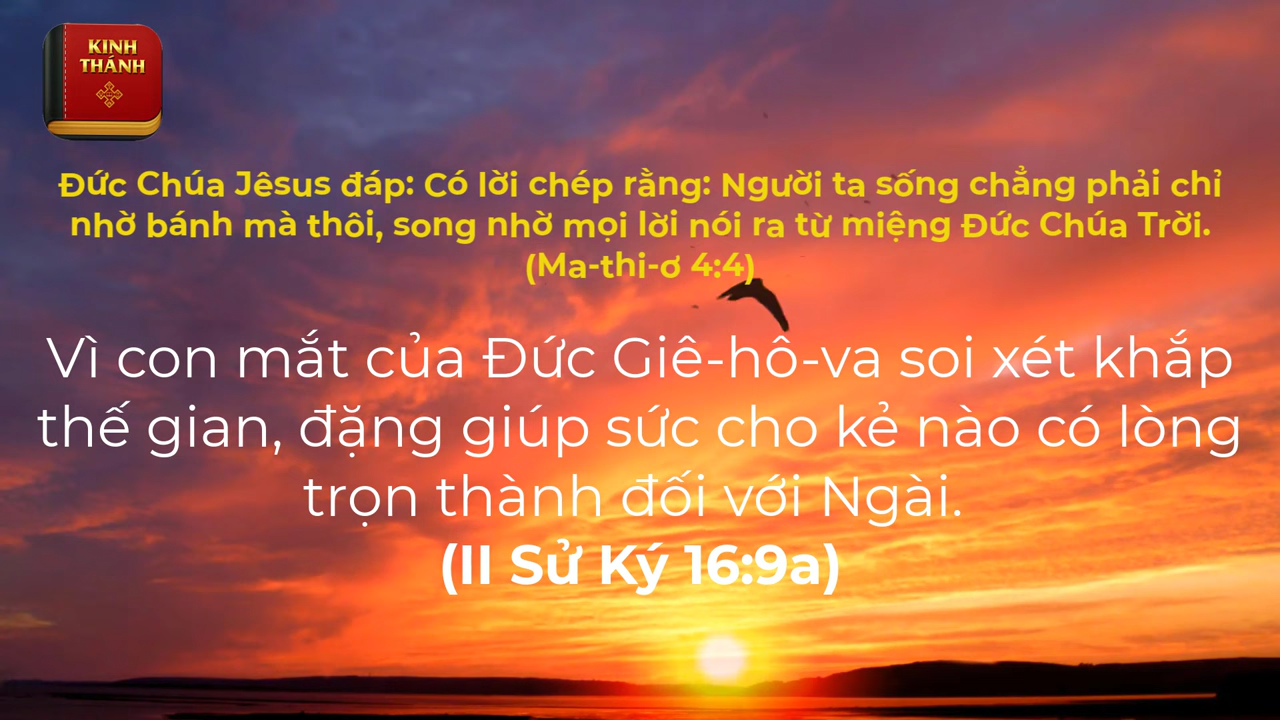 KINH
THÁNH
Đức Chúa Jêsus đáp: Có lời chép rằng: Người ta sống chẳng phải chỉ
nhờ bánh mà thôi, song nhờ mọi lời nói ra từ miệng Đức Chúa Trời.
(Ma-thi-ơ 4:4)
Vì con mắt của Đức Giê-hô-va soi xét khắp
thế gian, đặng giúp sức cho kẻ nào có lòng
trọn thành đối với Ngài.
(II Sử Ký 16:9a)